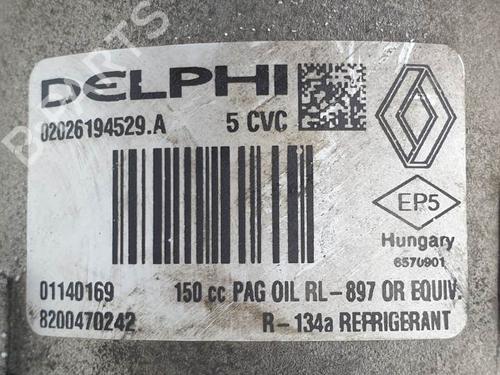 DELPHI
02026194529.A 5 CVC
EP5
Hungary
6570901
01140169 150 cc PAG OIL RL-897 OR EQUIV.
8200470242 R-134a REFRIGERANT